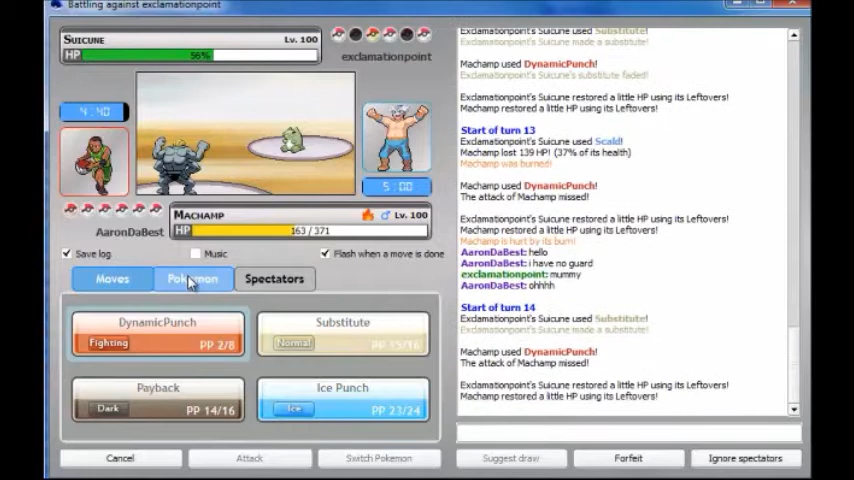 Battling against exclamationpoint
SUICUNE Lv. 100
HP 56%
exclamationpoint
4:40
5:00
MACHAMP Lv. 100
HP 163 / 371
AaronDaBest
Save log Music Flash when a move is done
Moves Pokemon Spectators
DynamicPunch
Fighting PP 2/8
Substitute
Normal PP 15/16
Payback
Dark PP 14/16
Ice Punch
Ice PP 23/24
Cancel Attack Switch Pokemon
Exclamationpoint's Suicune used Substitute!
Exclamationpoint's Suicune made a substitute!
Machamp used DynamicPunch!
Exclamationpoint's Suicune's substitute faded!
Exclamationpoint's Suicune restored a little HP using its Leftovers!
Machamp restored a little HP using its Leftovers!
Start of turn 13
Exclamationpoint's Suicune used Scald!
Machamp lost 139 HP! (37% of its health)
Machamp was burned!
Machamp used DynamicPunch!
The attack of Machamp missed!
Exclamationpoint's Suicune restored a little HP using its Leftovers!
Machamp restored a little HP using its Leftovers!
Machamp is hurt by its burn!
AaronDaBest: hello
AaronDaBest: i have no guard
exclamationpoint: mummy
AaronDaBest: ohhhh
Start of turn 14
Exclamationpoint's Suicune used Substitute!
Exclamationpoint's Suicune made a substitute!
Machamp used DynamicPunch!
The attack of Machamp missed!
Exclamationpoint's Suicune restored a little HP using its Leftovers!
Machamp restored a little HP using its Leftovers!
Suggest draw Forfeit Ignore spectators